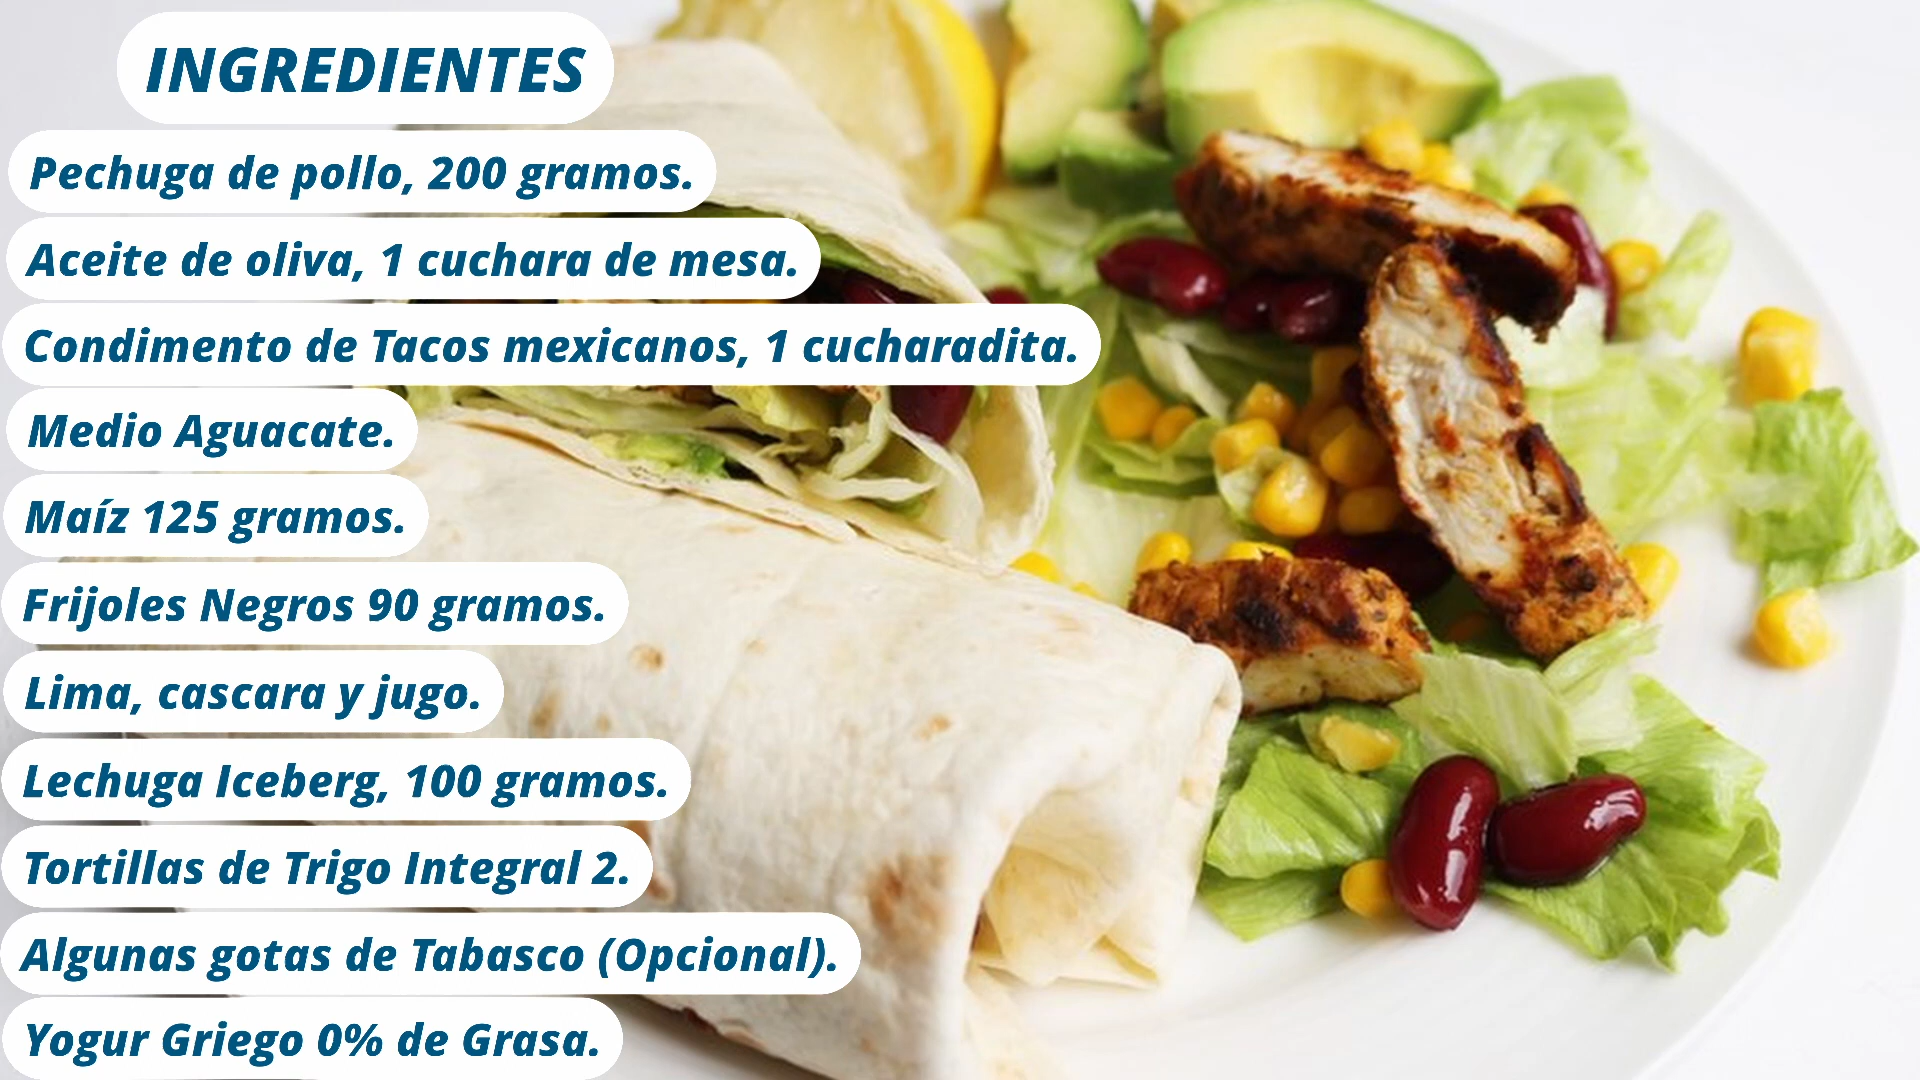 INGREDIENTES
Pechuga de pollo, 200 gramos.
Aceite de oliva, 1 cuchara de mesa.
Condimento de Tacos mexicanos, 1 cucharadita.
Medio Aguacate.
Maíz 125 gramos.
Frijoles Negros 90 gramos.
Lima, cascara y jugo.
Lechuga Iceberg, 100 gramos.
Tortillas de Trigo Integral 2.
Algunas gotas de Tabasco (Opcional).
Yogur Griego 0% de Grasa.